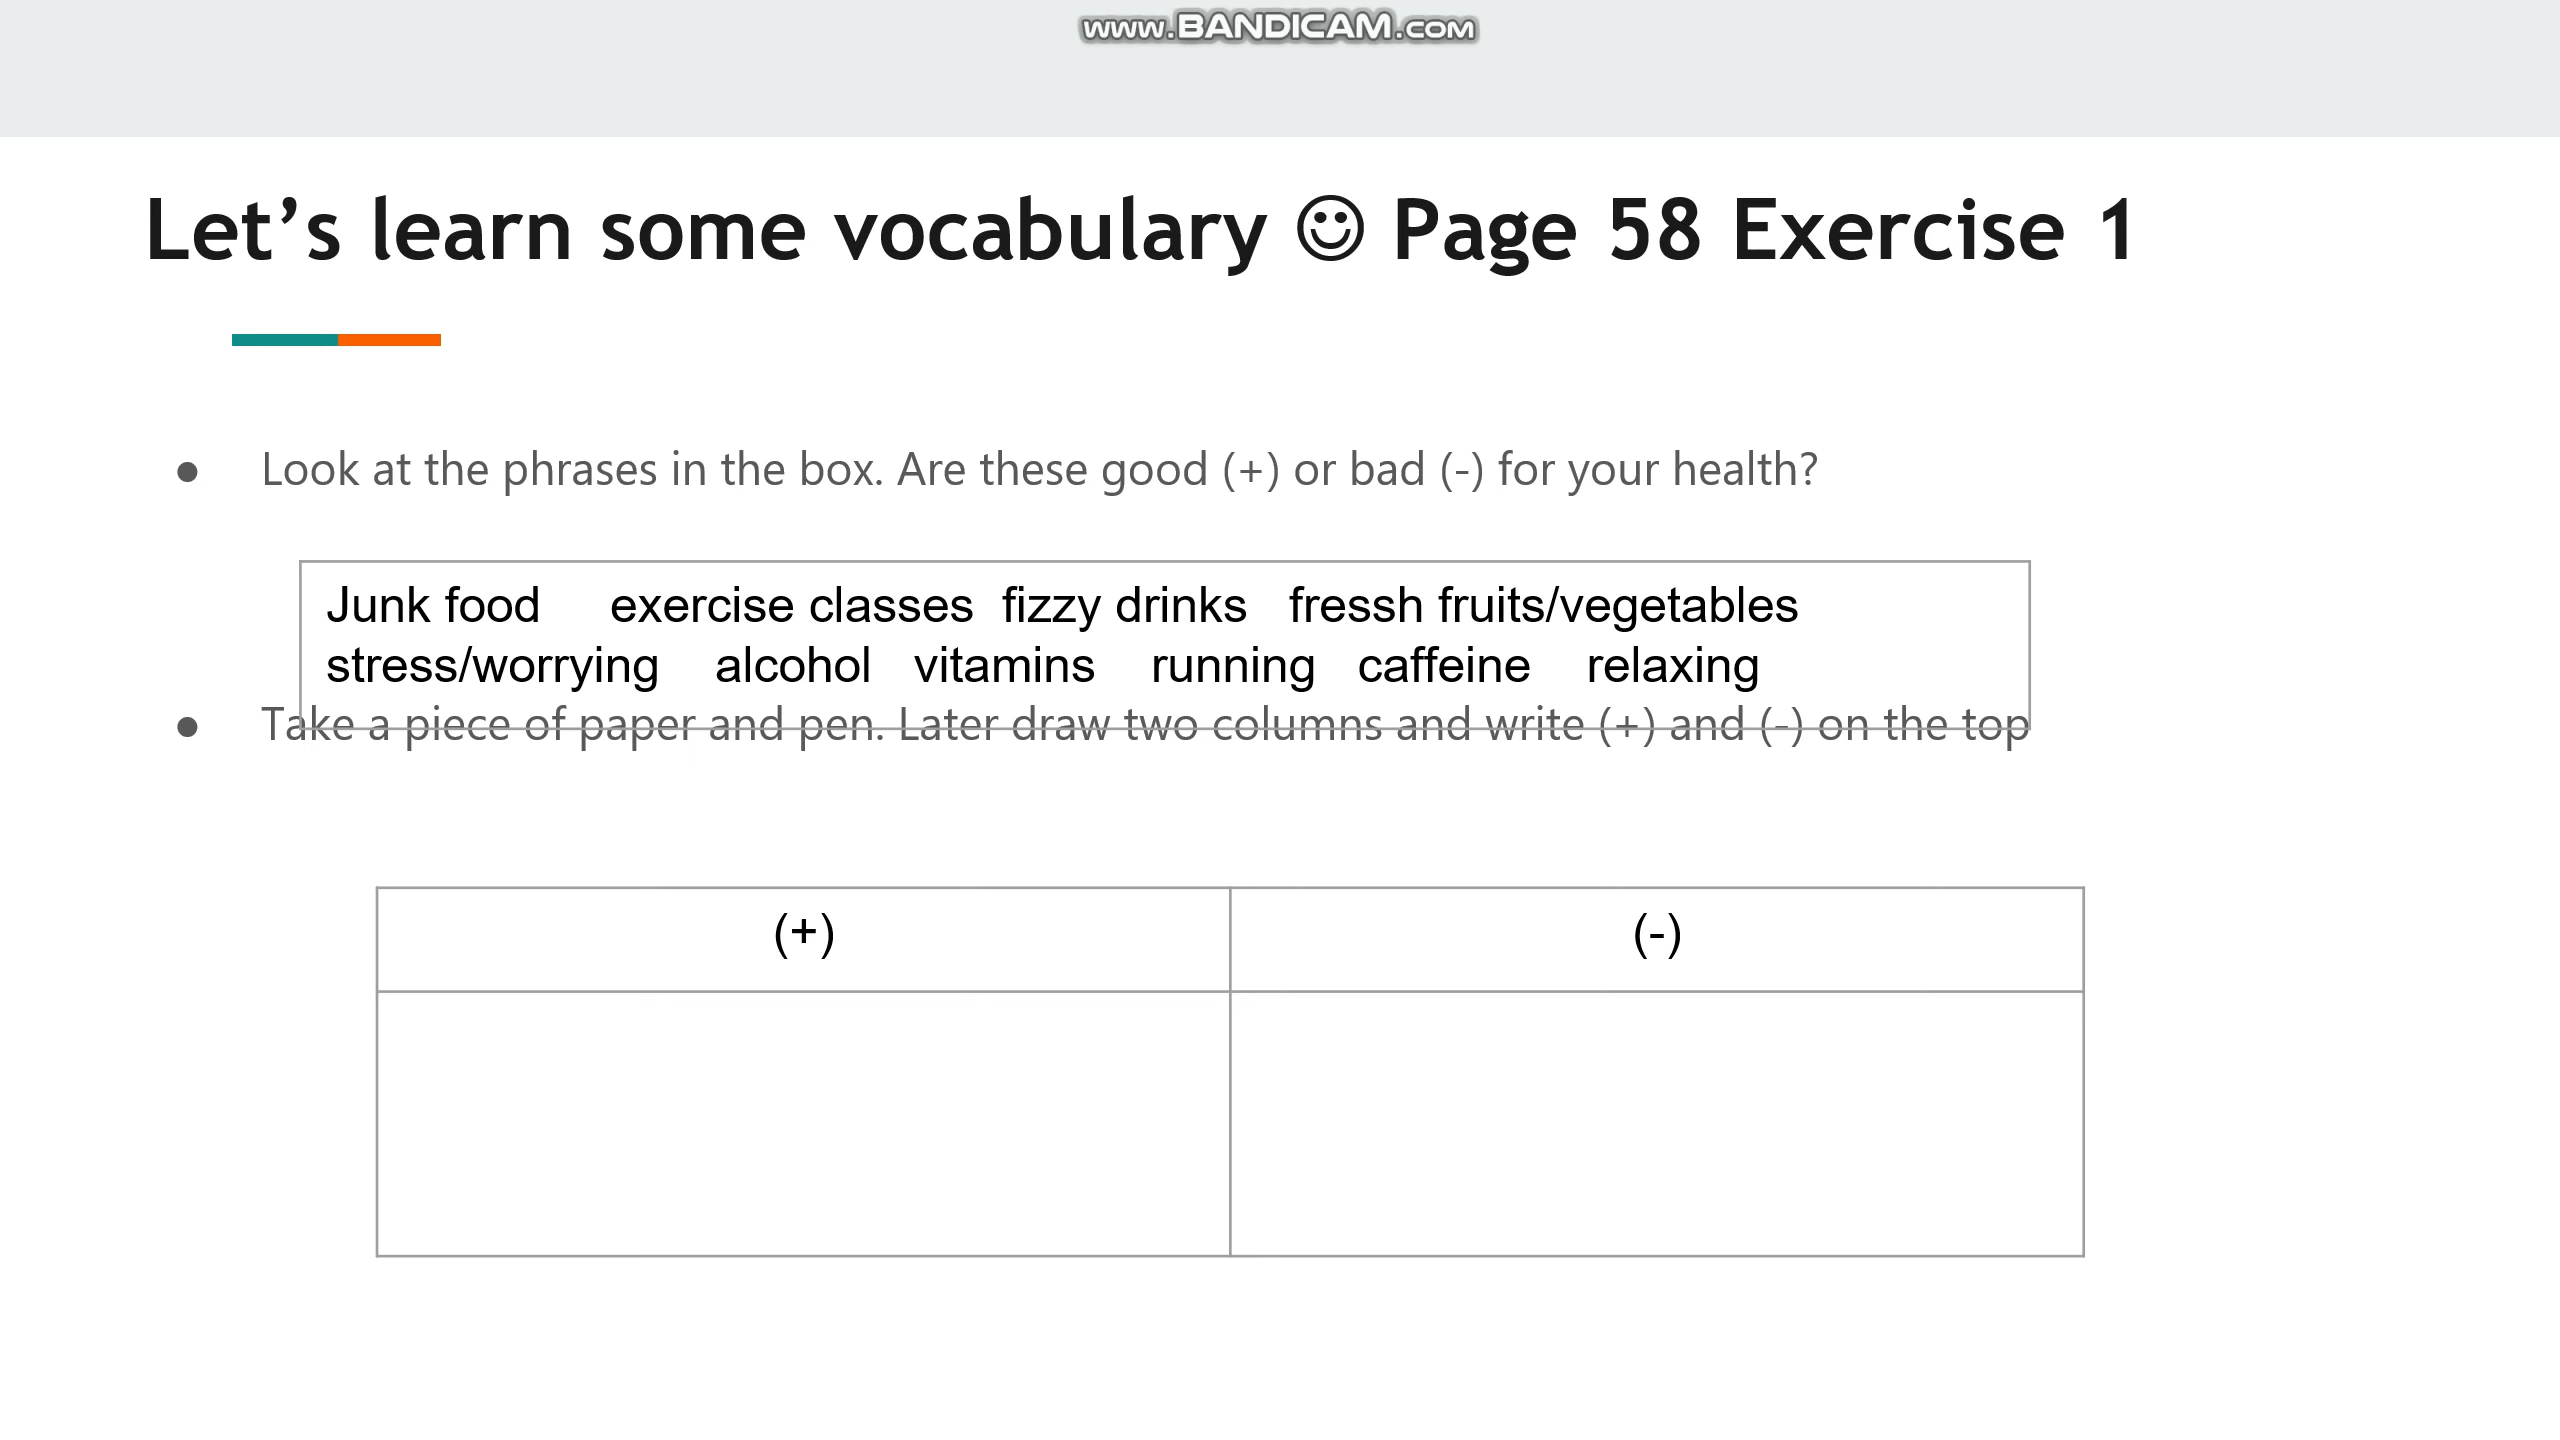 www.BANDICAM.com
Let’s learn some vocabulary ☺ Page 58 Exercise 1
● Look at the phrases in the box. Are these good (+) or bad (-) for your health?
Junk food exercise classes fizzy drinks fressh fruits/vegetables
stress/worrying alcohol vitamins running caffeine relaxing
● Take a piece of paper and pen. Later draw two columns and write (+) and (-) on the top
(+) (-)